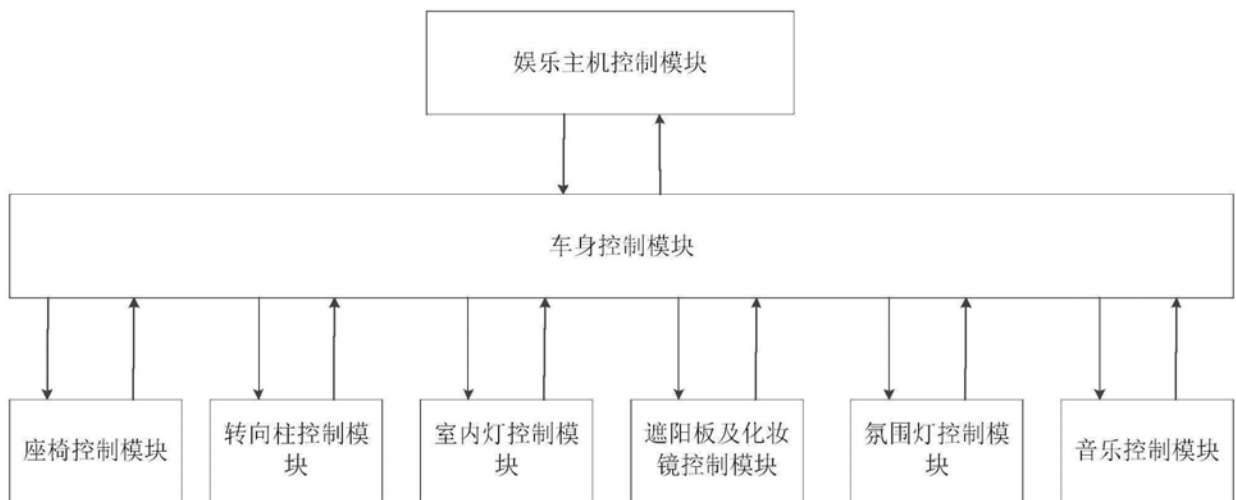 娱乐主机控制模块
车身控制模块
座椅控制模块
转向柱控制模
块
室内灯控制模
块
遮阳板及化妆
镜控制模块
氛围灯控制模
块
音乐控制模块